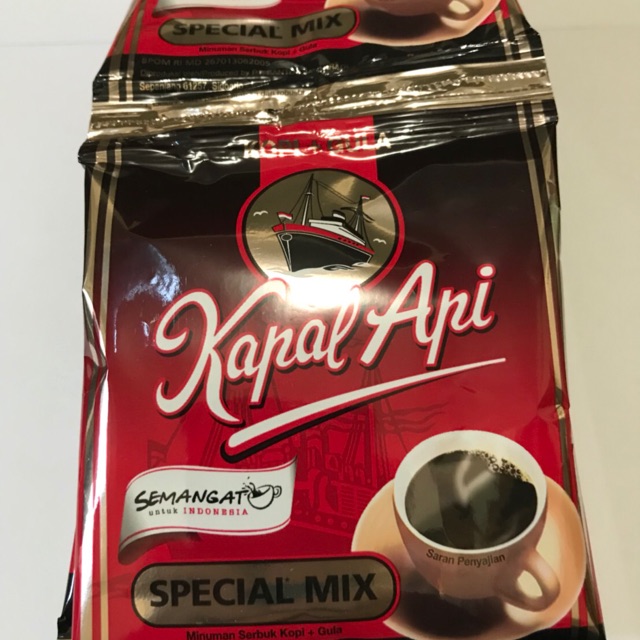 SPECIAL MIX
Minuman Serbuk Kopi + Gula
KOPI + GULA
Kapal Api
SEMANGAT
untuk INDONESIA
Saran Penyajian
SPECIAL MIX
Minuman Serbuk Kopi + Gula